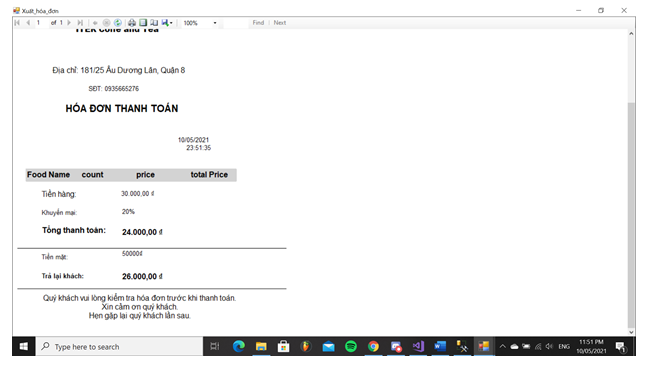 Xuất_hóa_đơn
1 of 1 100% Find | Next
ITEK Coffe and Tea
Địa chỉ: 181/25 Âu Dương Lân, Quận 8
SĐT: 0935665276
HÓA ĐƠN THANH TOÁN
10/05/2021
23:51:35
Food Name count price total Price
Tiền hàng: 30.000,00 ₫
Khuyến mại: 20%
Tổng thanh toán: 24.000,00 ₫
Tiền mặt: 50000₫
Trả lại khách: 26.000,00 ₫
Quý khách vui lòng kiểm tra hóa đơn trước khi thanh toán.
Xin cảm ơn quý khách.
Hẹn gặp lại quý khách lần sau.
Type here to search
ENG
11:51 PM
10/05/2021